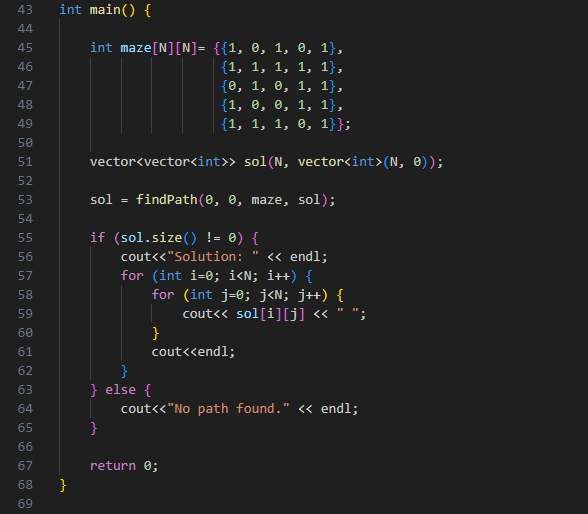 43 int main() {
44
45     int maze[N][N]= {{1, 0, 1, 0, 1},
46                      {1, 1, 1, 1, 1},
47                      {0, 1, 0, 1, 1},
48                      {1, 0, 0, 1, 1},
49                      {1, 1, 1, 0, 1}};
50
51     vector<vector<int>> sol(N, vector<int>(N, 0));
52
53     sol = findPath(0, 0, maze, sol);
54
55     if (sol.size() != 0) {
56         cout<<"Solution: " << endl;
57         for (int i=0; i<N; i++) {
58             for (int j=0; j<N; j++) {
59                 cout<< sol[i][j] << " ";
60             }
61             cout<<endl;
62         }
63     } else {
64         cout<<"No path found." << endl;
65     }
66
67     return 0;
68 }
69